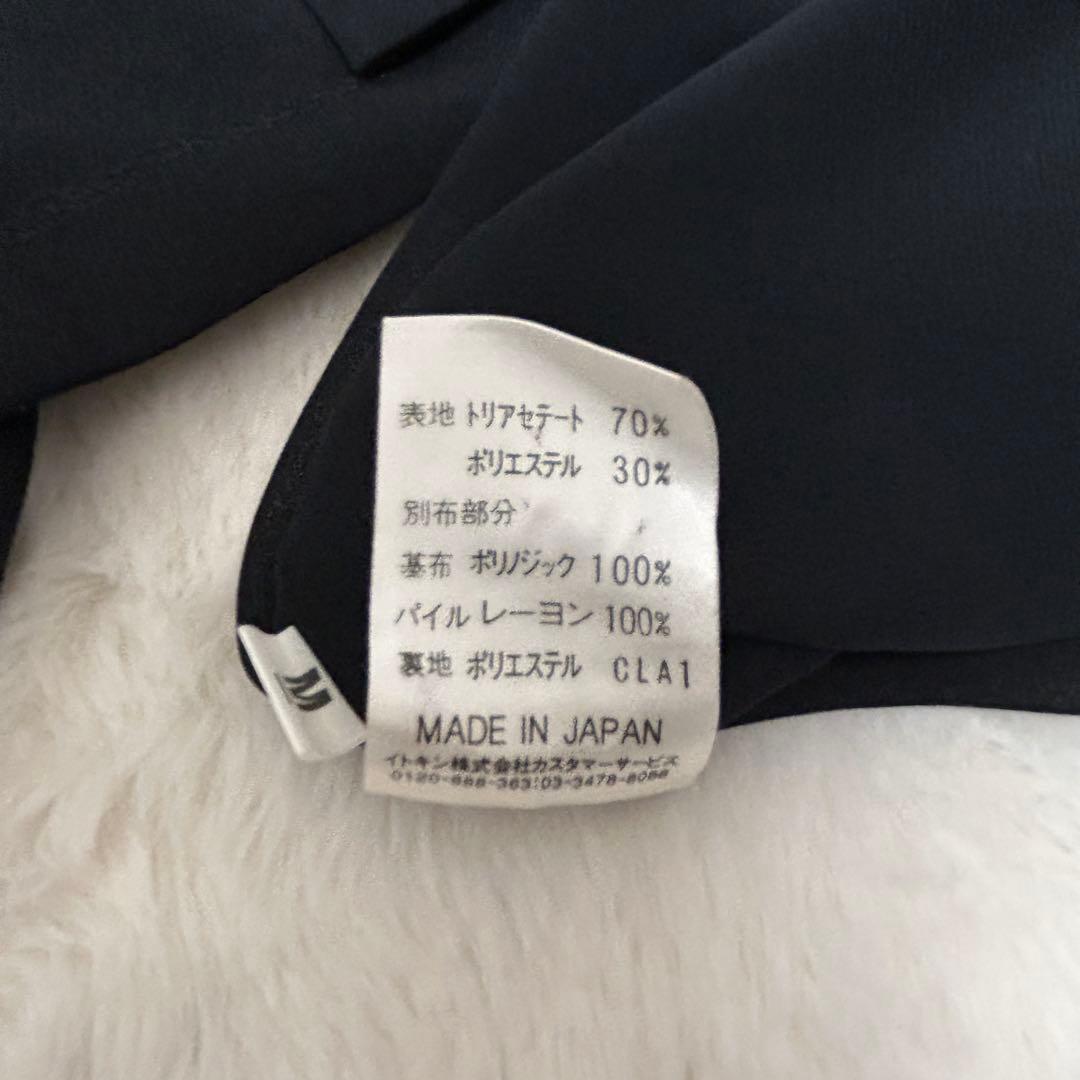 表地 トリアセテート 70%
ポリエステル 30%
別布部分
基布 ポリノジック 100%
パイル レーヨン 100%
裏地 ポリエステル CLA1
MADE IN JAPAN
イトキン株式会社カスタマーサービス
03-3478-8088
M